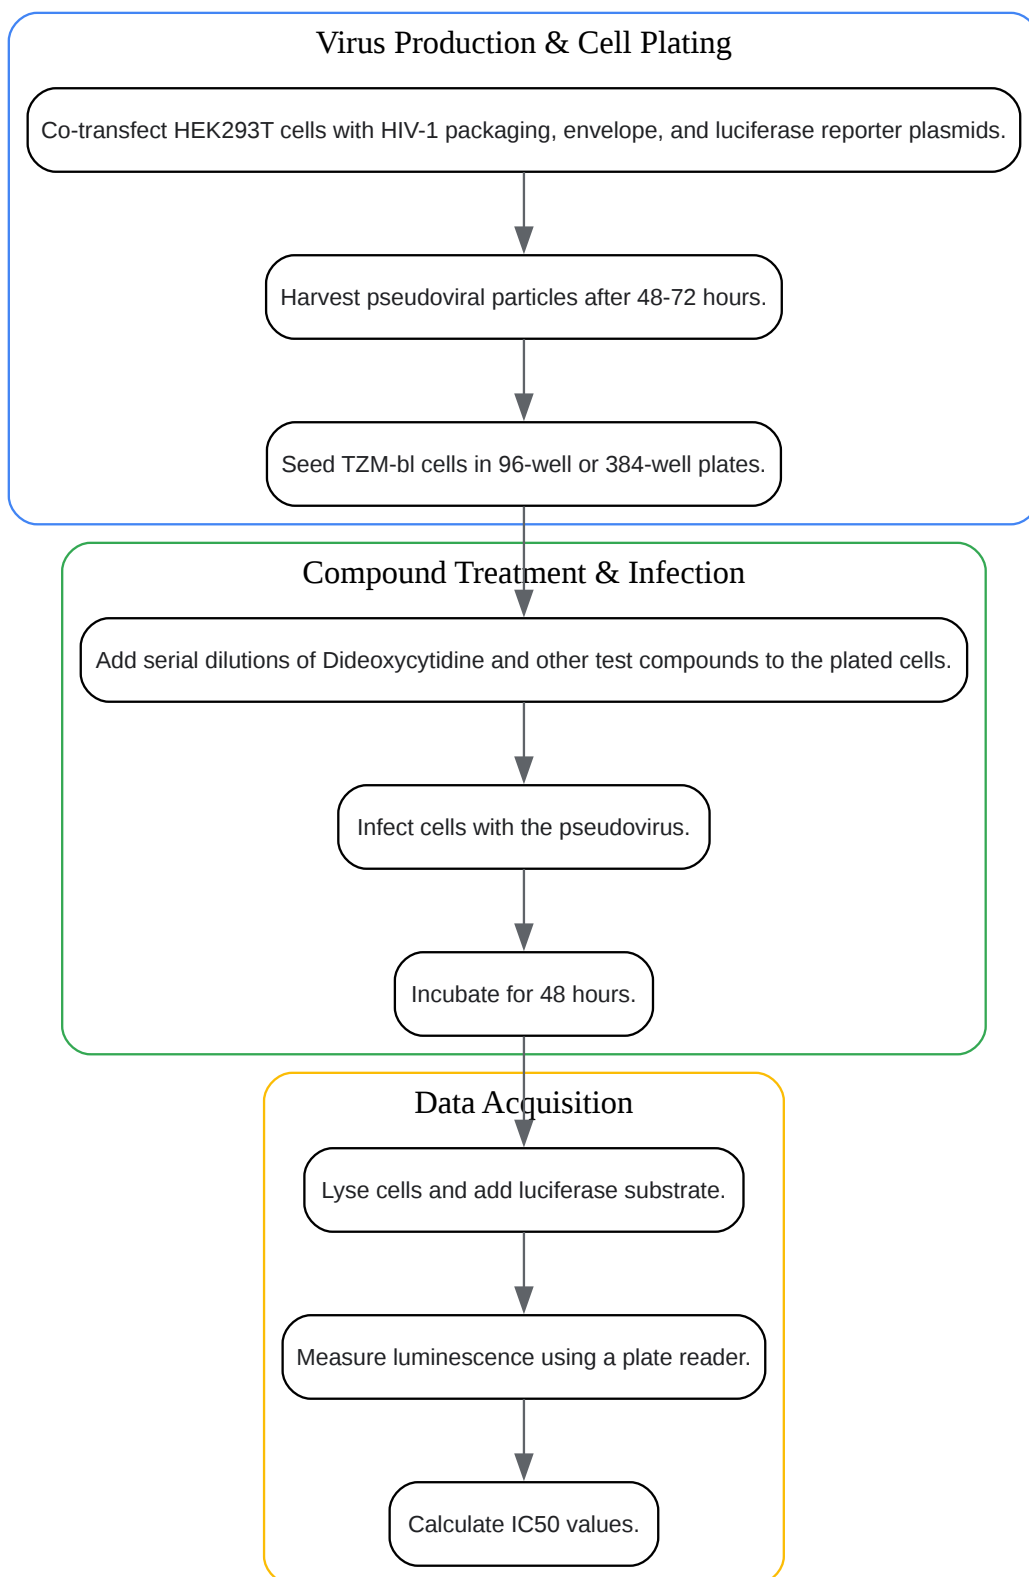 Virus Production & Cell Plating
Co-transfect HEK293T cells with HIV-1 packaging, envelope, and luciferase reporter plasmids.
Harvest pseudoviral particles after 48-72 hours.
Seed TZM-bl cells in 96-well or 384-well plates.
Compound Treatment & Infection
Add serial dilutions of Dideoxycytidine and other test compounds to the plated cells.
Infect cells with the pseudovirus.
Incubate for 48 hours.
Data Acquisition
Lyse cells and add luciferase substrate.
Measure luminescence using a plate reader.
Calculate IC50 values.